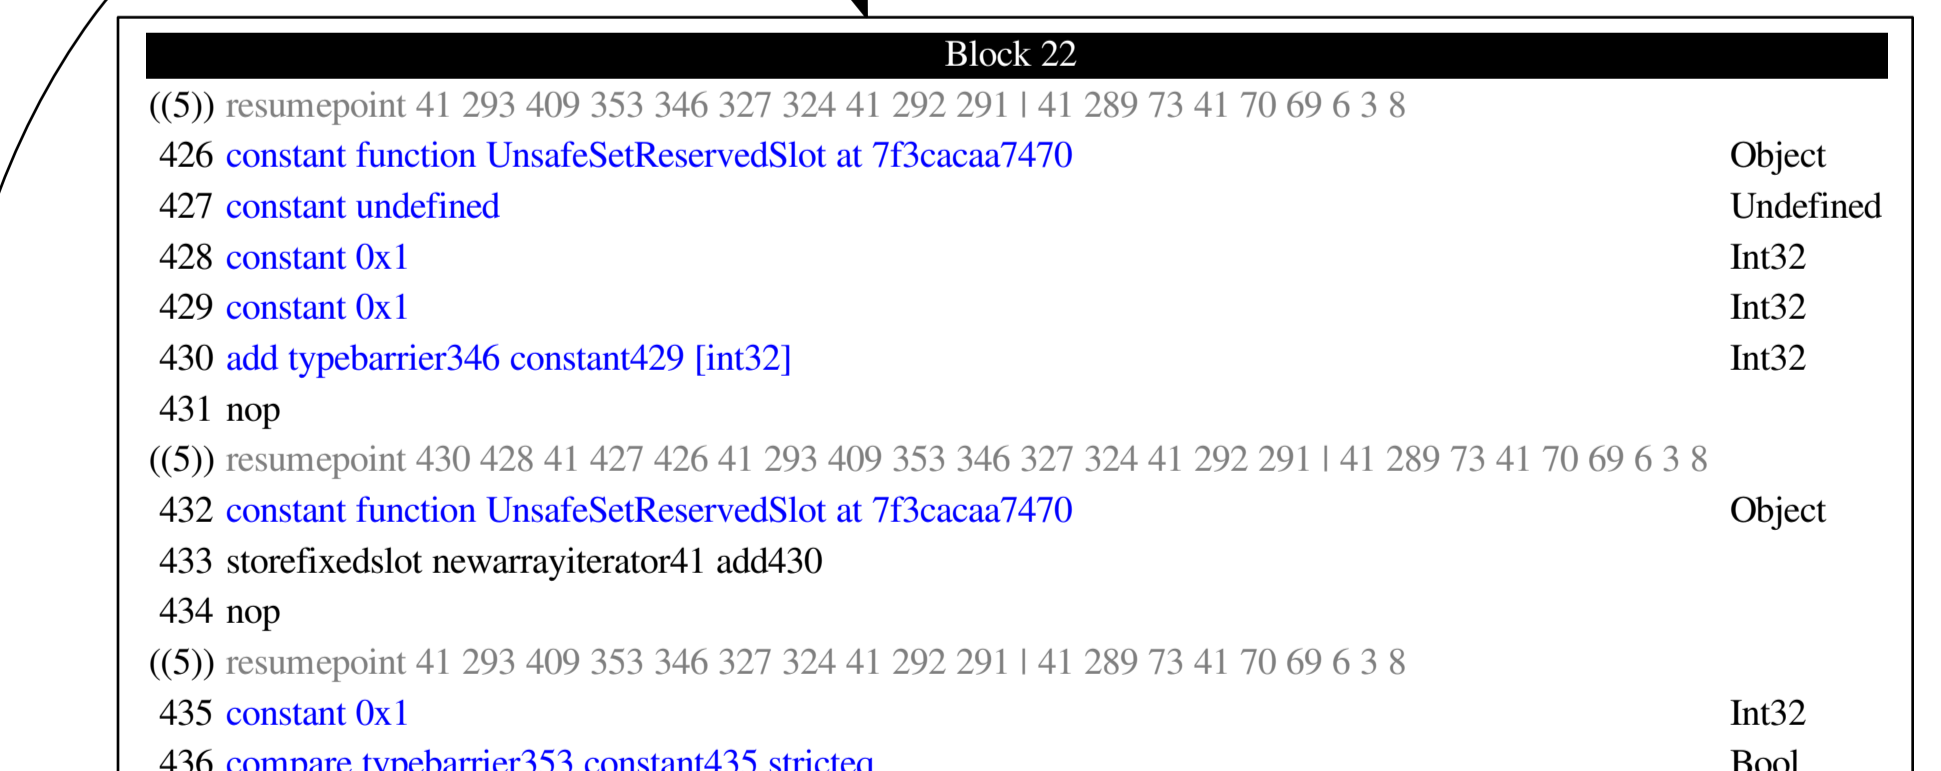 Block 22
((5)) resumepoint 41 293 409 353 346 327 324 41 292 291 | 41 289 73 41 70 69 6 3 8
426 constant function UnsafeSetReservedSlot at 7f3cacaa7470 Object
427 constant undefined Undefined
428 constant 0x1 Int32
429 constant 0x1 Int32
430 add typebarrier346 constant429 [int32] Int32
431 nop
((5)) resumepoint 430 428 41 427 426 41 293 409 353 346 327 324 41 292 291 | 41 289 73 41 70 69 6 3 8
432 constant function UnsafeSetReservedSlot at 7f3cacaa7470 Object
433 storefixedslot newarrayiterator41 add430
434 nop
((5)) resumepoint 41 293 409 353 346 327 324 41 292 291 | 41 289 73 41 70 69 6 3 8
435 constant 0x1 Int32
436 compare typebarrier353 constant435 stricteq Bool